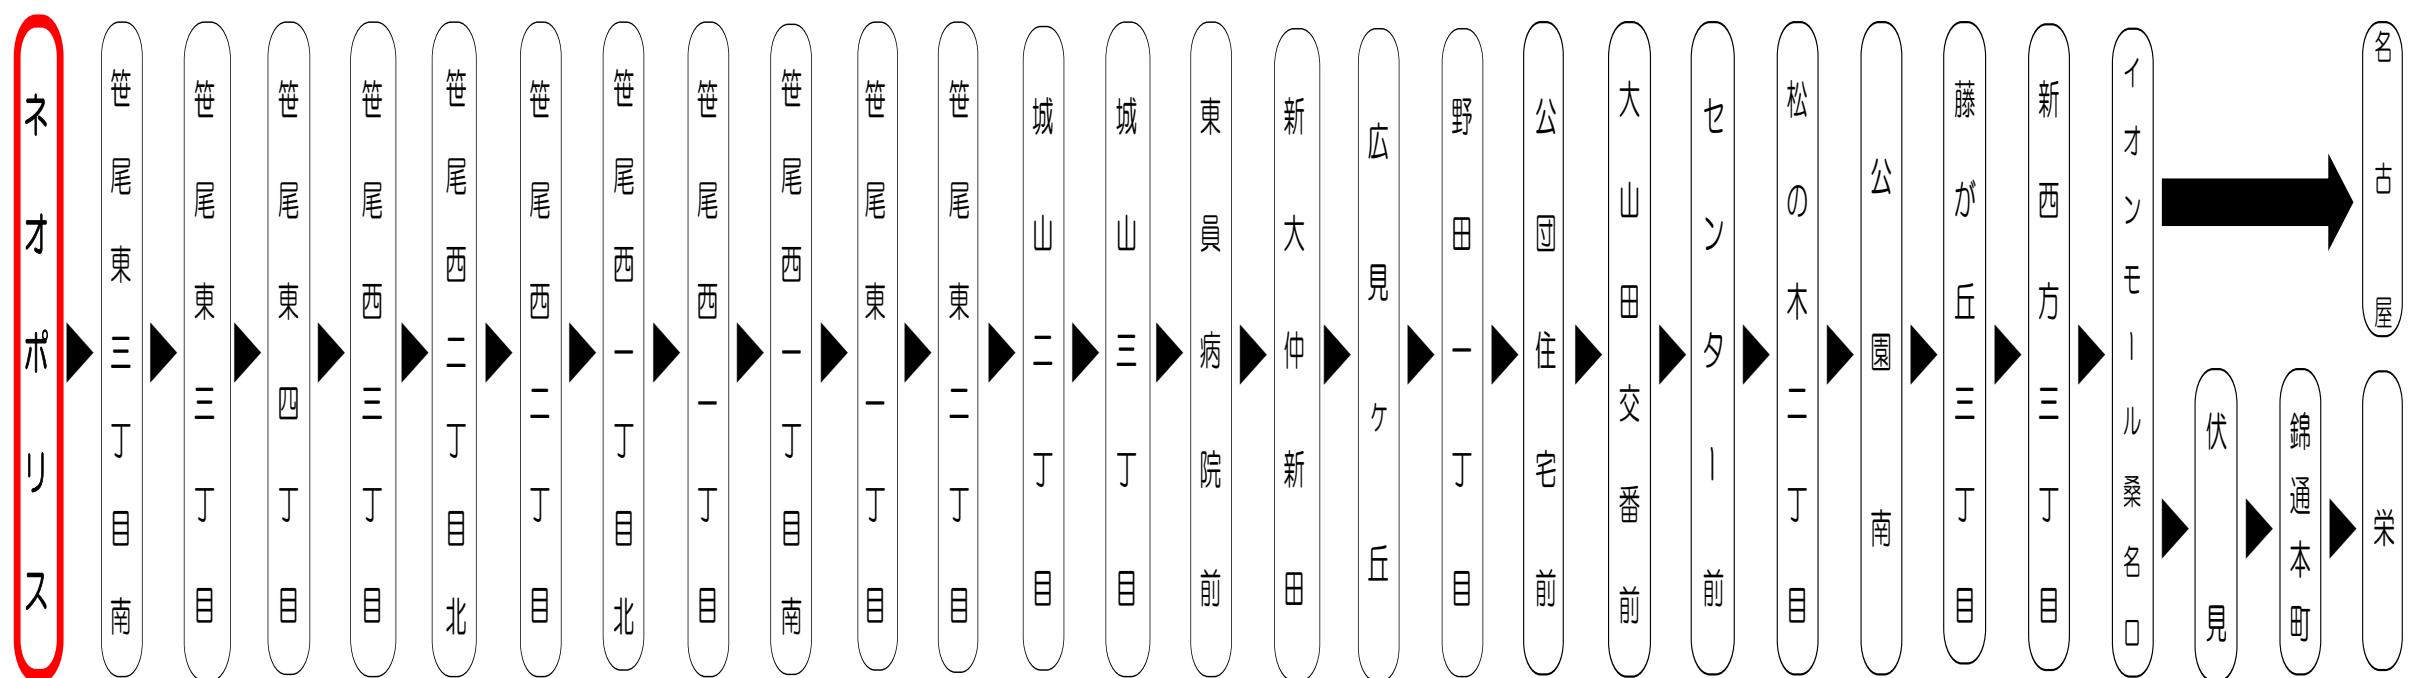 ネオポリス
笹尾東三丁目南
笹尾東三丁目
笹尾東四丁目
笹尾西三丁目
笹尾西二丁目北
笹尾西二丁目
笹尾西一丁目北
笹尾西一丁目
笹尾西一丁目南
笹尾東一丁目
笹尾東二丁目
城山二丁目
城山三丁目
東員病院前
新大仲新田
広見ヶ丘
野田一丁目
公団住宅前
大山田交番前
センター前
松の木二丁目
公園南
藤が丘三丁目
新西方三丁目
イオンモール桑名口
名古屋
伏見
錦通本町
栄